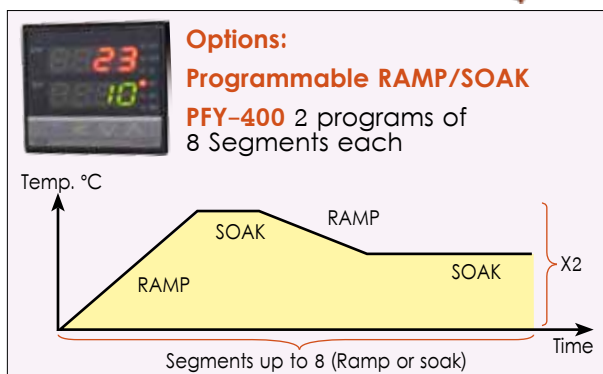 Options:
Programmable RAMP/SOAK
PFY-400 2 programs of
8 Segments each
23
10
Temp. ºC
SOAK
RAMP
RAMP
SOAK
X2
Time
Segments up to 8 (Ramp or soak)